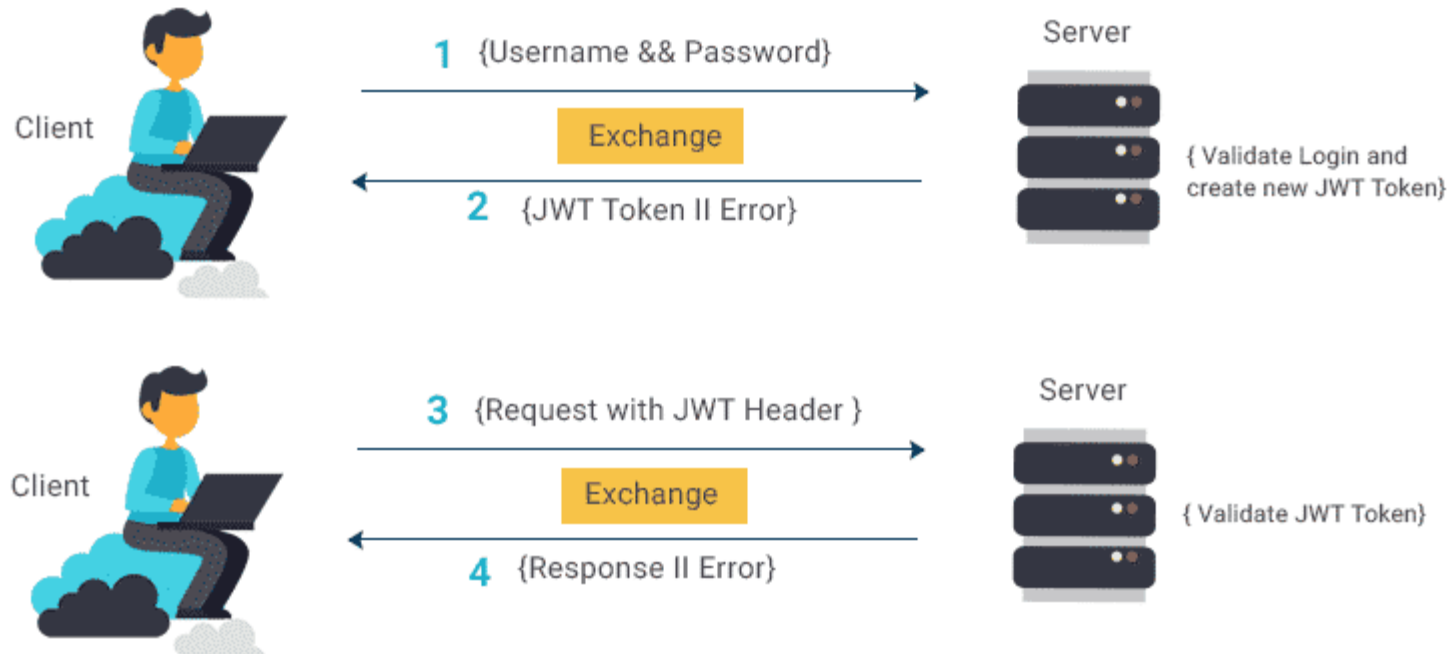 Server
1 {Username && Password}
Client
Exchange
{ Validate Login and
create new JWT Token}
2 {JWT Token II Error}
Server
3 {Request with JWT Header }
Client
Exchange
{ Validate JWT Token}
4 {Response II Error}